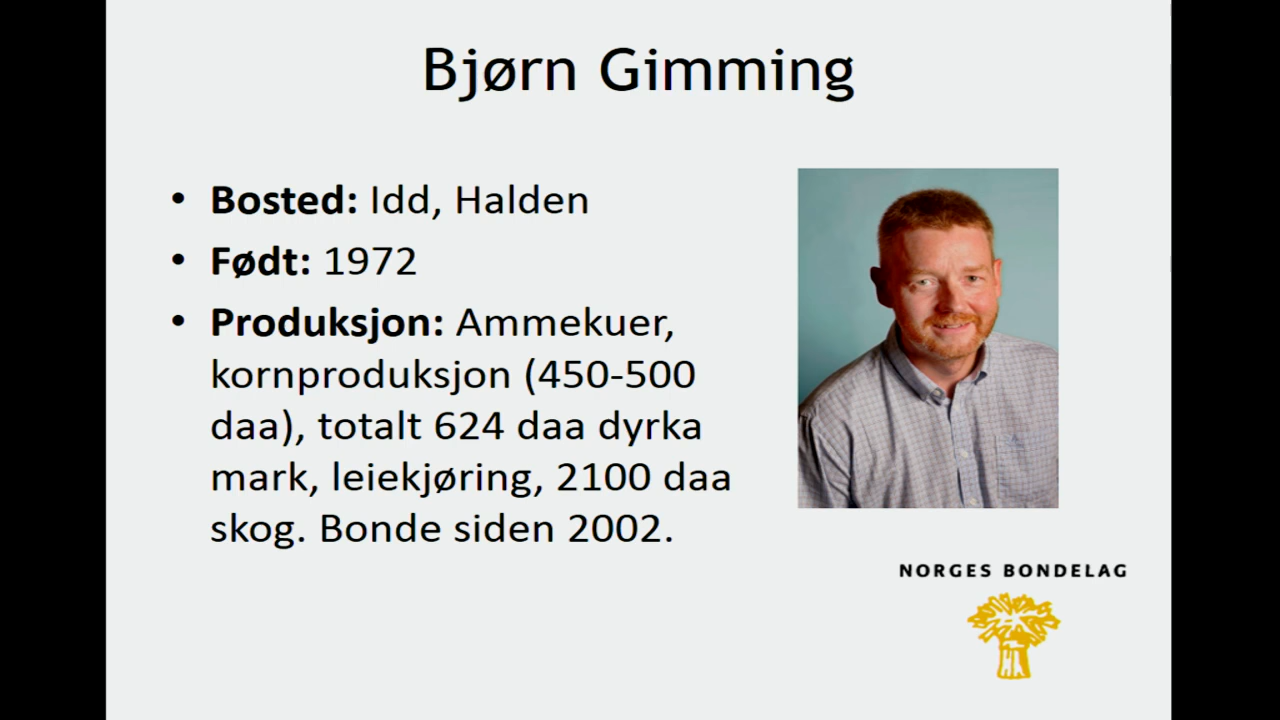 Bjørn Gimming
• Bosted: Idd, Halden
• Født: 1972
• Produksjon: Ammekuer,
kornproduksjon (450-500
daa), totalt 624 daa dyrka
mark, leiekjøring, 2100 daa
skog. Bonde siden 2002.
NORGES BONDELAG